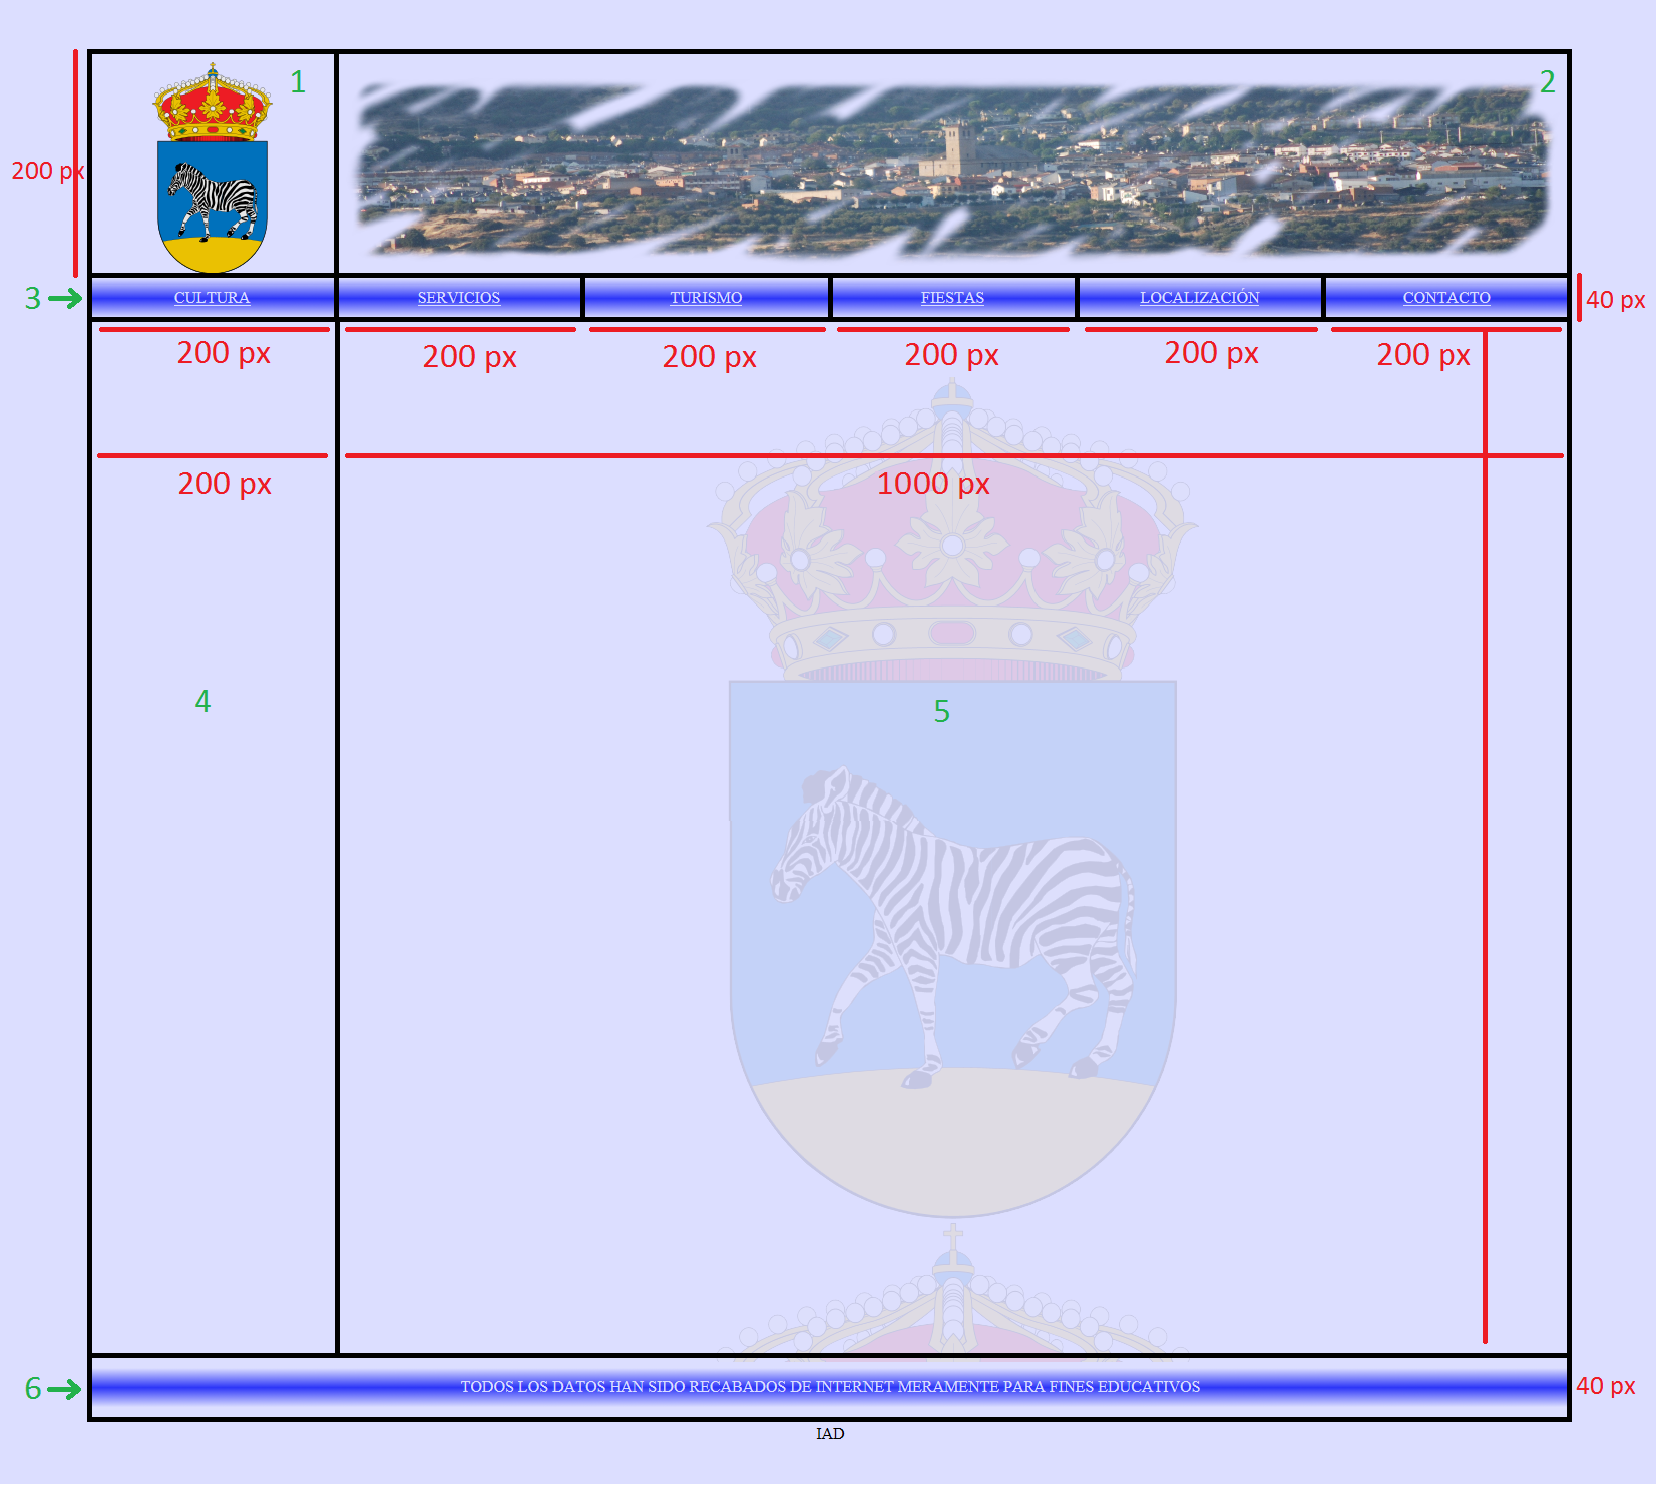 1
2
200 px
3
CULTURA
SERVICIOS
TURISMO
FIESTAS
LOCALIZACIÓN
CONTACTO
40 px
200 px
200 px
200 px
200 px
200 px
200 px
200 px
1000 px
4
5
6
TODOS LOS DATOS HAN SIDO RECABADOS DE INTERNET MERAMENTE PARA FINES EDUCATIVOS
40 px
IAD